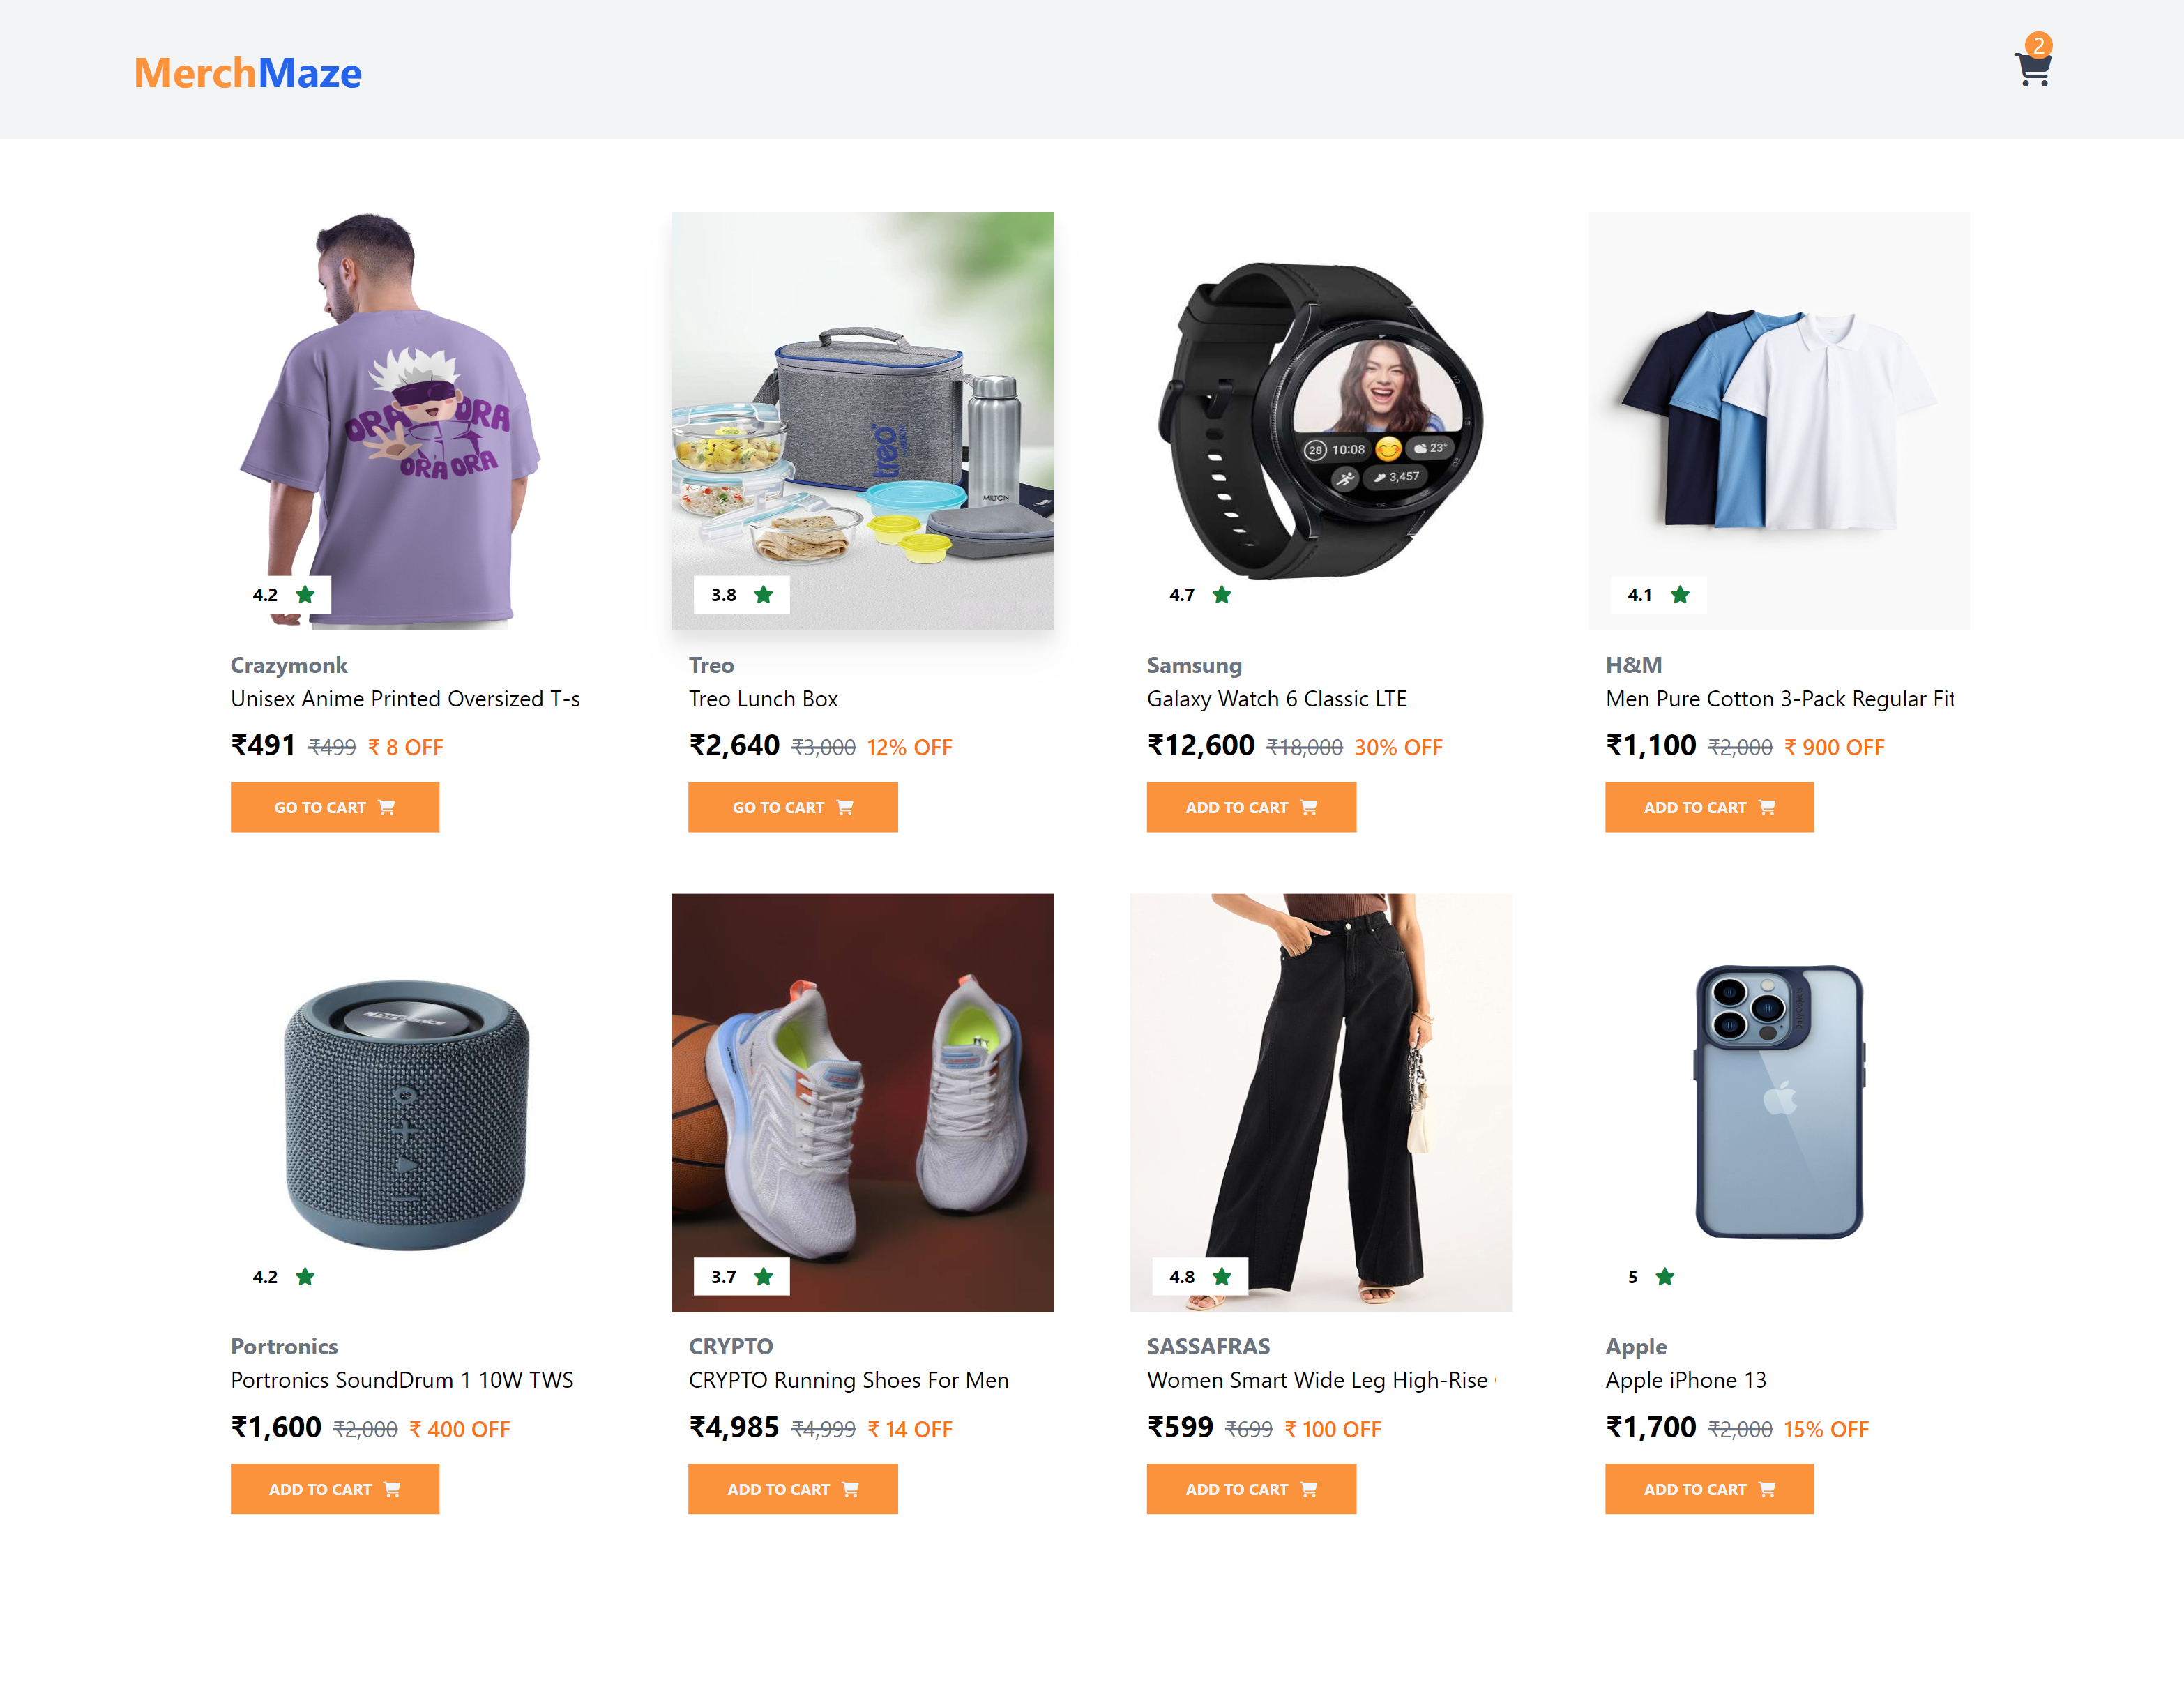 MerchMaze
2
ORA ORA
ORA ORA
treo
MILTON
28 10:08 23°
3,457
4.2
3.8
4.7
4.1
Crazymonk
Treo
Samsung
H&M
Unisex Anime Printed Oversized T-s
Treo Lunch Box
Galaxy Watch 6 Classic LTE
Men Pure Cotton 3-Pack Regular Fit
₹491 ₹499 ₹ 8 OFF
₹2,640 ₹3,000 12% OFF
₹12,600 ₹18,000 30% OFF
₹1,100 ₹2,000 ₹ 900 OFF
GO TO CART
GO TO CART
ADD TO CART
ADD TO CART
4.2
3.7
4.8
5
Portronics
CRYPTO
SASSAFRAS
Apple
Portronics SoundDrum 1 10W TWS
CRYPTO Running Shoes For Men
Women Smart Wide Leg High-Rise
Apple iPhone 13
₹1,600 ₹2,000 ₹ 400 OFF
₹4,985 ₹4,999 ₹ 14 OFF
₹599 ₹699 ₹ 100 OFF
₹1,700 ₹2,000 15% OFF
ADD TO CART
ADD TO CART
ADD TO CART
ADD TO CART